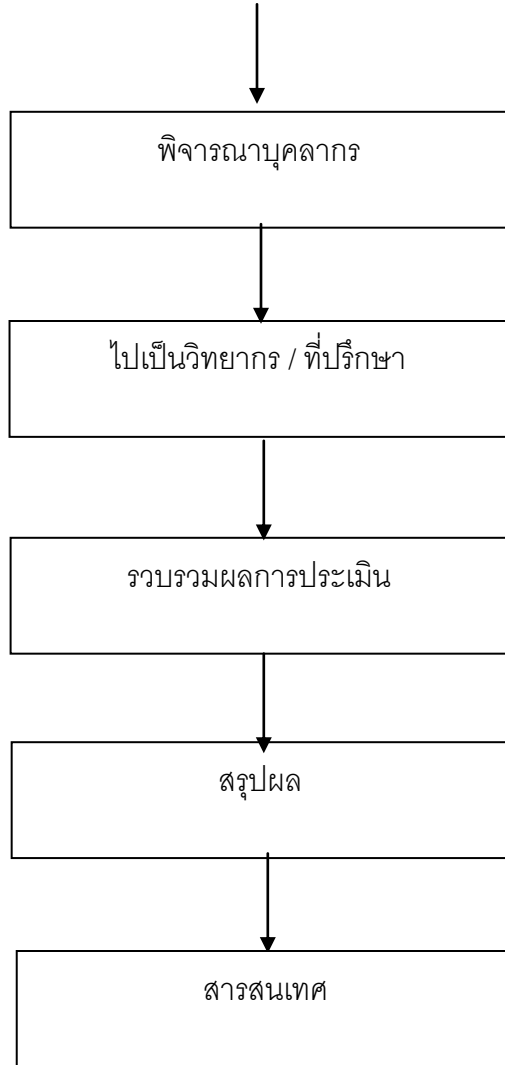 พิจารณาบุคลากร
ไปเป็นวิทยากร / ที่ปรึกษา
รวบรวมผลการประเมิน
สรุปผล
สารสนเทศ